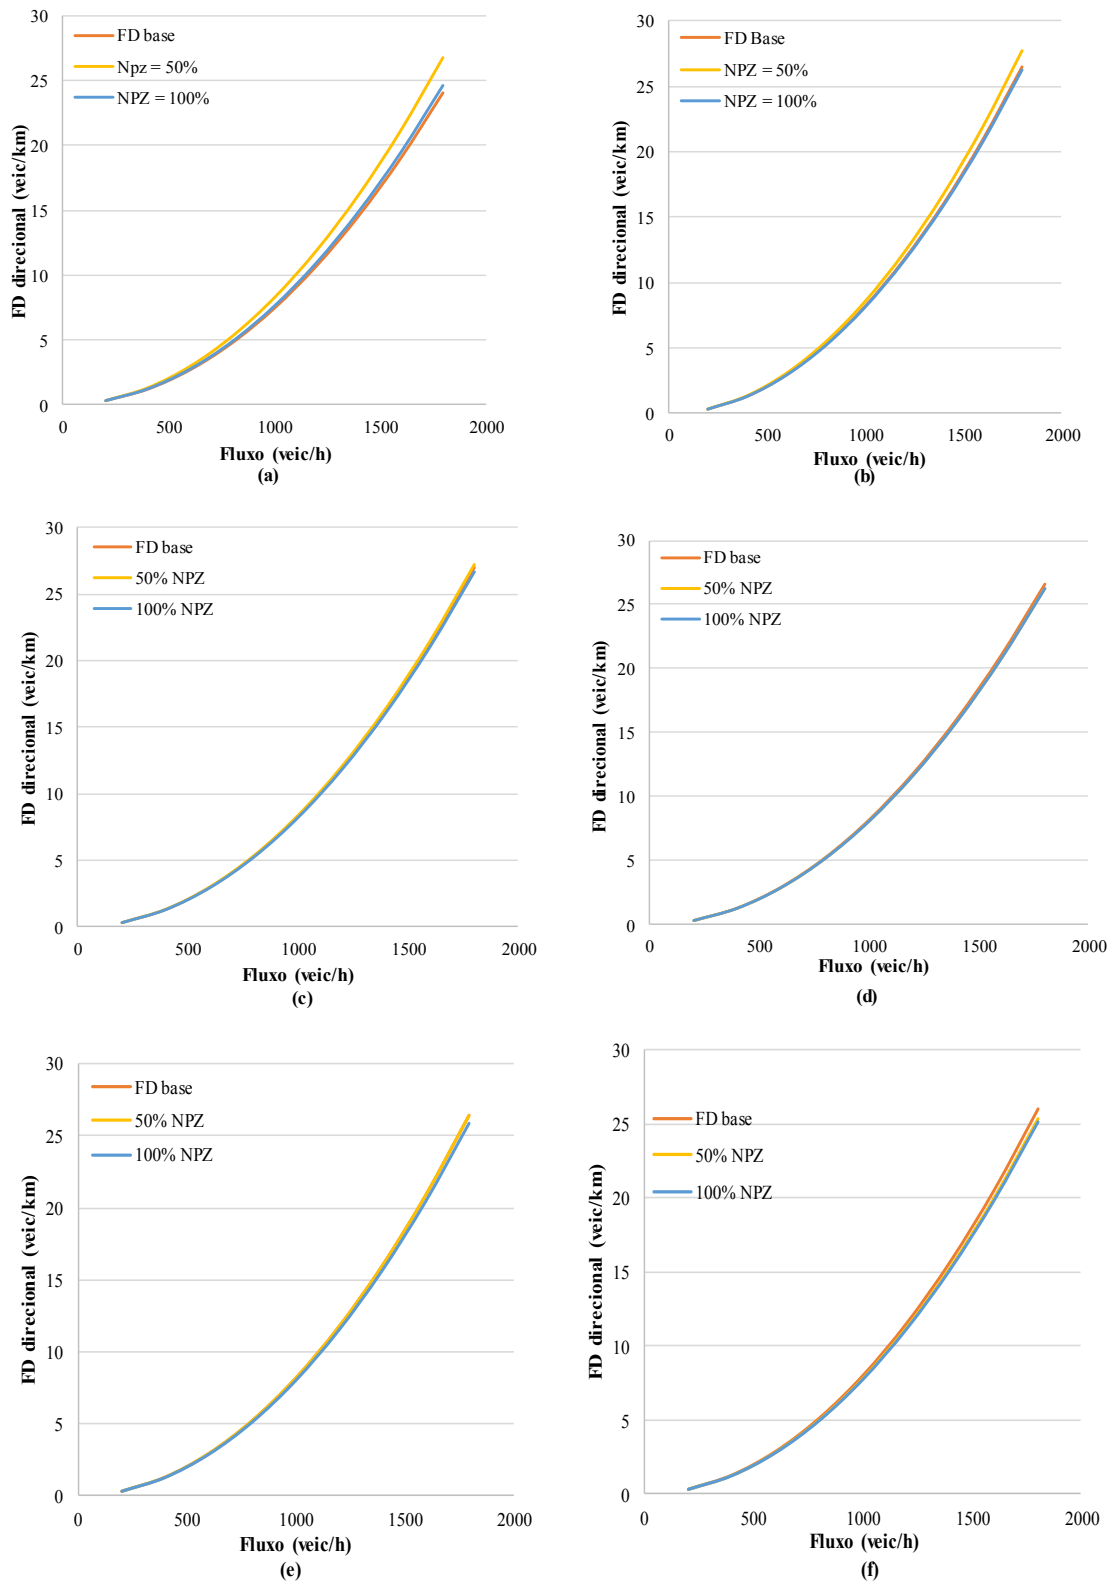 30
25
20
15
10
5
0
FD base
Npz = 50%
NPZ = 100%
FD direcional (veic/km)
0
500
1000
1500
2000
Fluxo (veic/h)
(a)
30
25
20
15
10
5
0
FD Base
NPZ = 50%
NPZ = 100%
FD direcional (veic/km)
0
500
1000
1500
2000
Fluxo (veic/h)
(b)
30
25
20
15
10
5
0
FD base
50% NPZ
100% NPZ
FD direcional (veic/km)
0
500
1000
1500
2000
Fluxo (veic/h)
(c)
30
25
20
15
10
5
0
FD base
50% NPZ
100% NPZ
FD direcional (veic/km)
0
500
1000
1500
2000
Fluxo (veic/h)
(d)
30
25
20
15
10
5
0
FD base
50% NPZ
100% NPZ
FD direcional (veic/km)
0
500
1000
1500
2000
Fluxo (veic/h)
(e)
30
25
20
15
10
5
0
FD base
50% NPZ
100% NPZ
FD direcional (veic/km)
0
500
1000
1500
2000
Fluxo (veic/h)
(f)